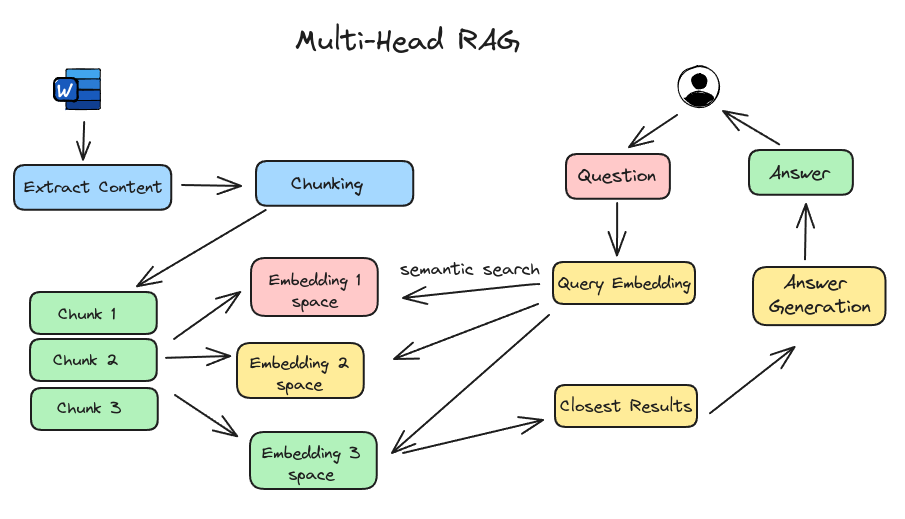 Multi-Head RAG
W
Extract Content
Chunking
Question
Answer
Chunk 1
Chunk 2
Chunk 3
Embedding 1
space
Embedding 2
space
Embedding 3
space
semantic search
Query Embedding
Closest Results
Answer
Generation